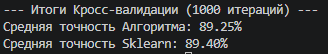 --- Итоги Кросс-валидации (1000 итераций) ---
Средняя точность Алгоритма: 89.25%
Средняя точность Sklearn: 89.40%